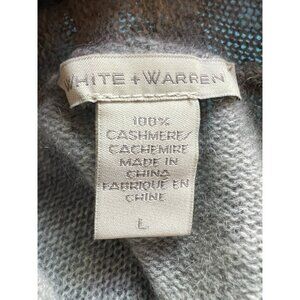 WHITE + WARREN
100%
CASHMERE/
CACHEMIRE
MADE IN
CHINA
FABRIQUE EN
CHINE
L